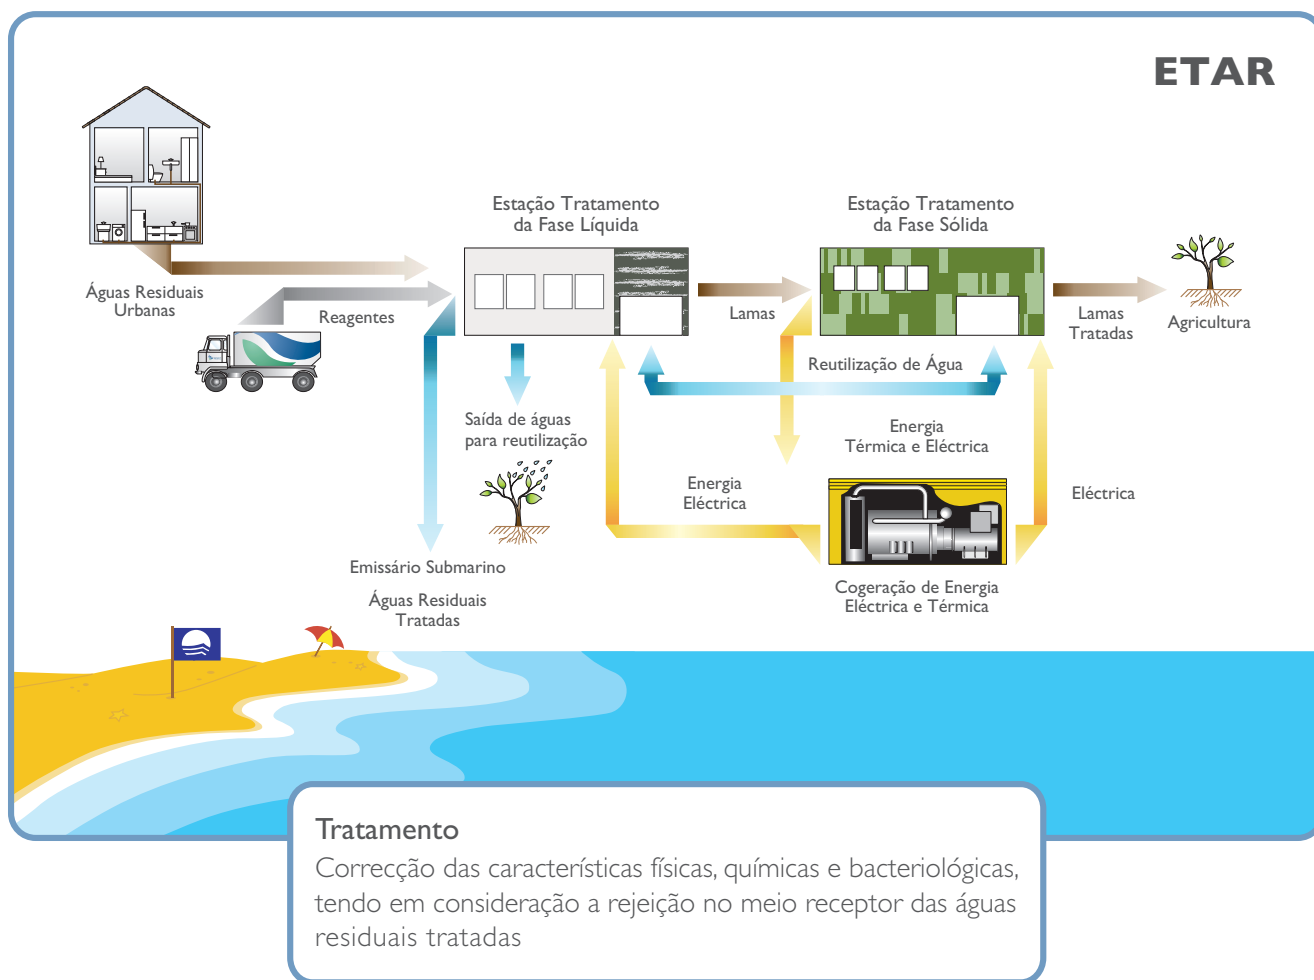 ETAR
Estação Tratamento
da Fase Líquida
Estação Tratamento
da Fase Sólida
Águas Residuais
Urbanas
Reagentes
Lamas
Lamas
Tratadas
Agricultura
Reutilização de Água
Saída de águas
para reutilização
Energia
Térmica e Eléctrica
Energia
Eléctrica
Eléctrica
Emissário Submarino
Águas Residuais
Tratadas
Cogeração de Energia
Eléctrica e Térmica
Tratamento
Correcção das características físicas, químicas e bacteriológicas,
tendo em consideração a rejeição no meio receptor das águas
residuais tratadas